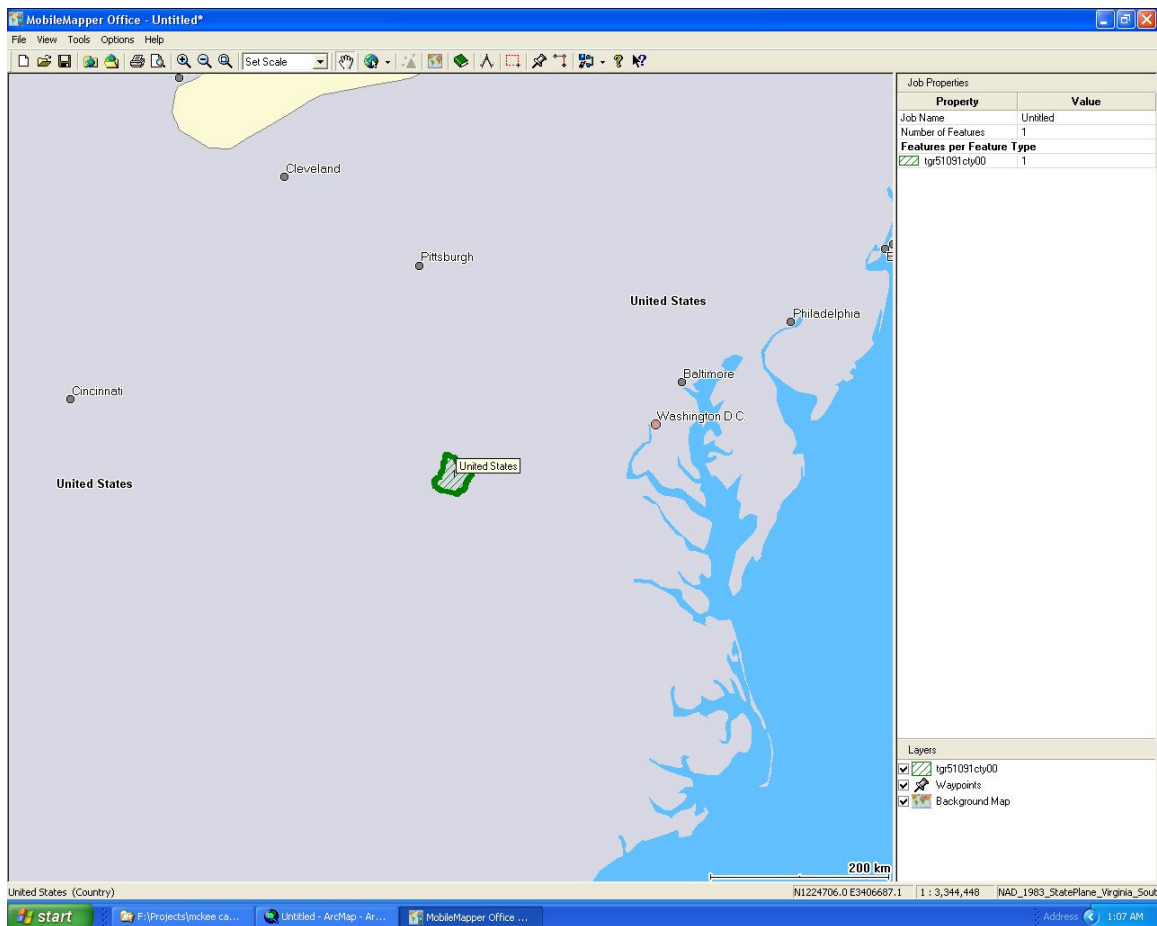 MobileMapper Office - Untitled*
File View Tools Options Help
Set Scale
Cleveland
Pittsburgh
United States
Philadelphia
Baltimore
Cincinnati
Washington D.C.
United States
United States
200 km
Job Properties
Property Value
Job Name Untitled
Number of Features 1
Features per Feature Type
tgr51091cty00 1
Layers
tgr51091cty00
Waypoints
Background Map
United States (Country) N1224706.0 E3406687.1 1 : 3,344,448 NAD_1983_StatePlane_Virginia_Sout
start F:\Projects\mckee ca... Untitled - ArcMap - Ar... MobileMapper Office ... Address 1:07 AM